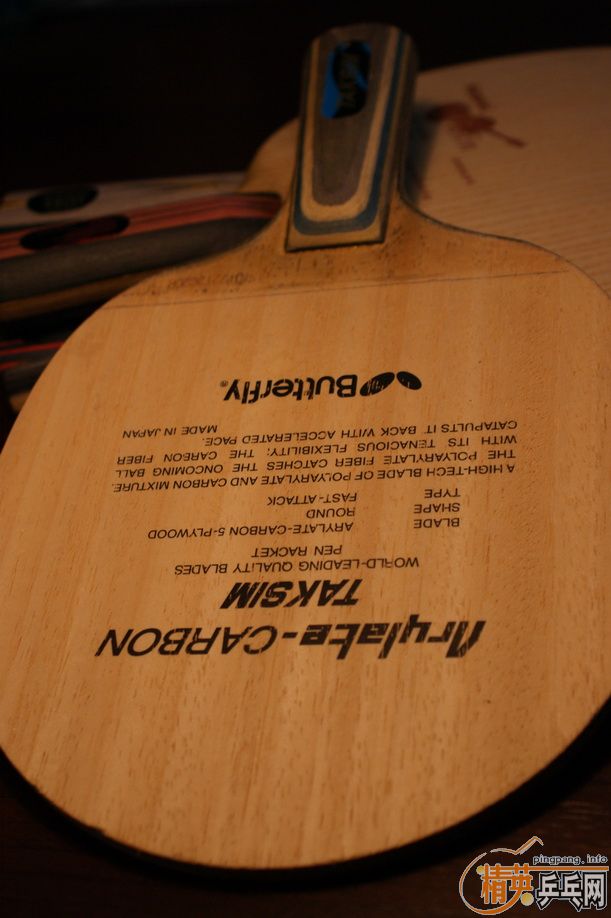 Arylate-CARBON
TAKSIM
WORLD-LEADING QUALITY BLADES
PEN RACKET
BLADE ARYLATE-CARBON 5-PLYWOOD
SHAPE ROUND
TYPE FAST-ATTACK
A HIGH-TECH BLADE OF POLYARYLATE AND CARBON MIXTURE.
THE POLYARYLATE FIBER CATCHES THE ONCOMING BALL
WITH ITS TENACIOUS FLEXIBILITY; THE CARBON FIBER
CATAPULTS IT BACK WITH ACCELERATED PACE.
MADE IN JAPAN
Butterfly®
pingpang.info
精英乒乓网